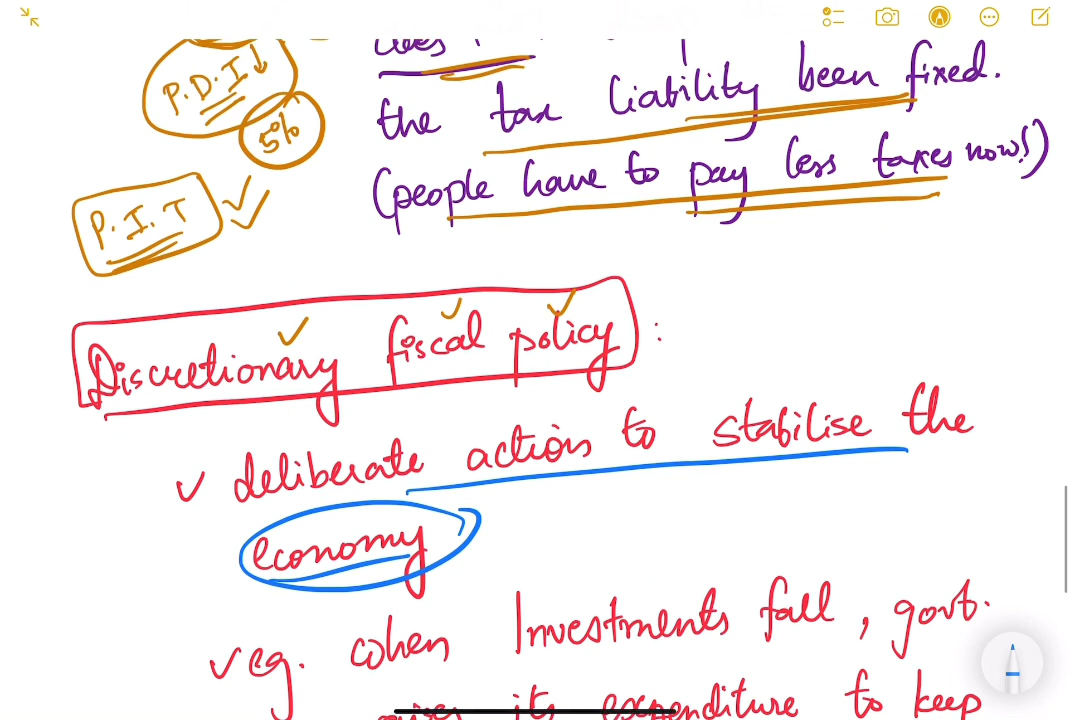 P.D.I↓
5%
the tax liability been fixed.
(people have to pay less taxes now!)
P.I.T
Discretionary fiscal policy:
deliberate actions to stabilise the
economy
eg. when Investments fall, govt.
its expenditure to keep